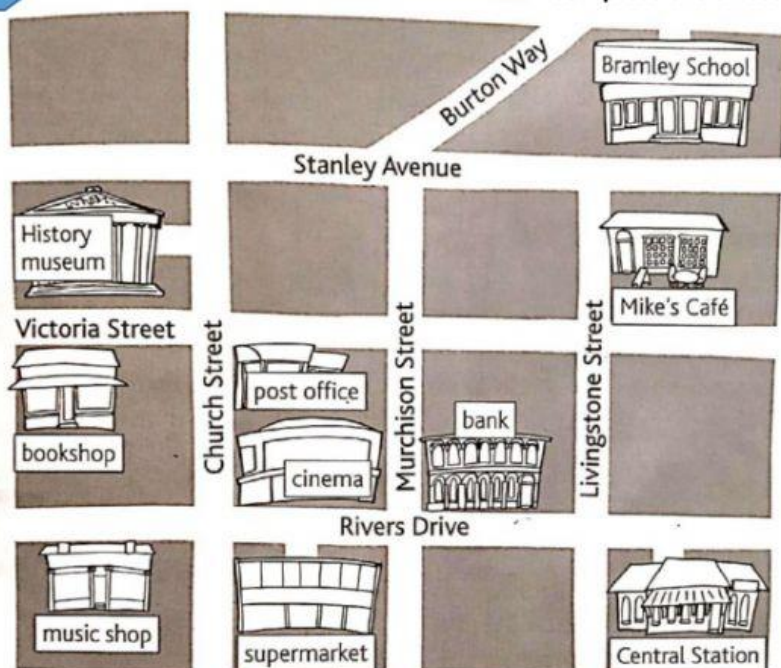 Bramley School
Burton Way
Stanley Avenue
History
museum
Mike's Café
Victoria Street
Church Street
Murchison Street
Livingstone Street
post office
bookshop
cinema
bank
Rivers Drive
music shop
supermarket
Central Station